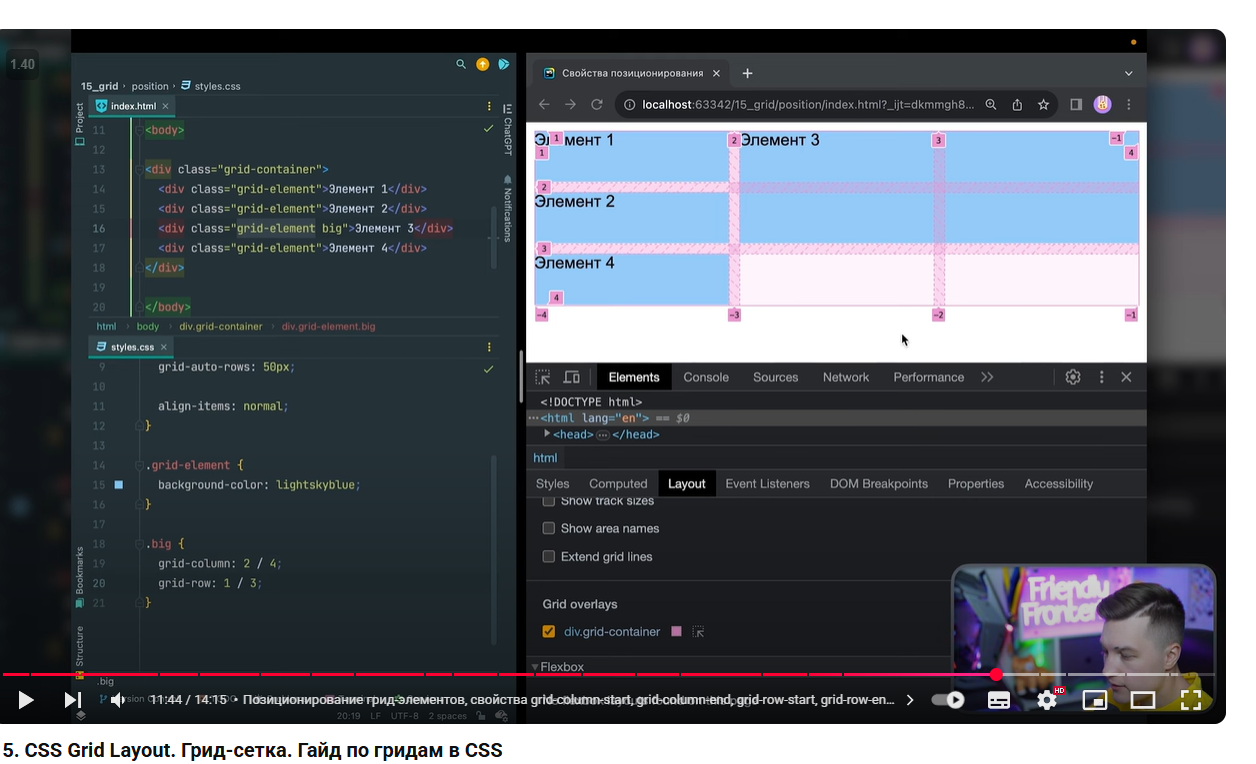 1.40
15_grid › position › styles.css
index.html
Project
11 <body>
12
13 <div class="grid-container">
14 <div class="grid-element">Элемент 1</div>
15 <div class="grid-element">Элемент 2</div>
16 <div class="grid-element big">Элемент 3</div>
17 <div class="grid-element">Элемент 4</div>
18 </div>
19
20 </body>
ChatGPT
Notifications
html › body › div.grid-container › div.grid-element.big
styles.css
9 grid-auto-rows: 50px;
10
11 align-items: normal;
12 }
13
14 .grid-element {
15 background-color: lightskyblue;
16 }
17
18 .big {
19 grid-column: 2 / 4;
20 grid-row: 1 / 3;
21 }
Bookmarks
Structure
.big
20:19 LF UTF-8 2 spaces
Свойства позиционирования
localhost:63342/15_grid/position/index.html?_ijt=dkmmgh8...
Элемент 1 Элемент 3
1 2 3 -1
1 4
2
Элемент 2
3
Элемент 4
4
-4 -3 -2 -1
Elements Console Sources Network Performance
<!DOCTYPE html>
<html lang="en"> == $0
<head> ... </head>
html
Styles Computed Layout Event Listeners DOM Breakpoints Properties Accessibility
Show track sizes
Show area names
Extend grid lines
Grid overlays
div.grid-container
Flexbox
Friendly
11:44 / 14:15 • Позиционирование грид-элементов, свойства grid-column-start, grid-column-end, grid-row-start, grid-row-en...
HD
5. CSS Grid Layout. Грид-сетка. Гайд по гридам в CSS